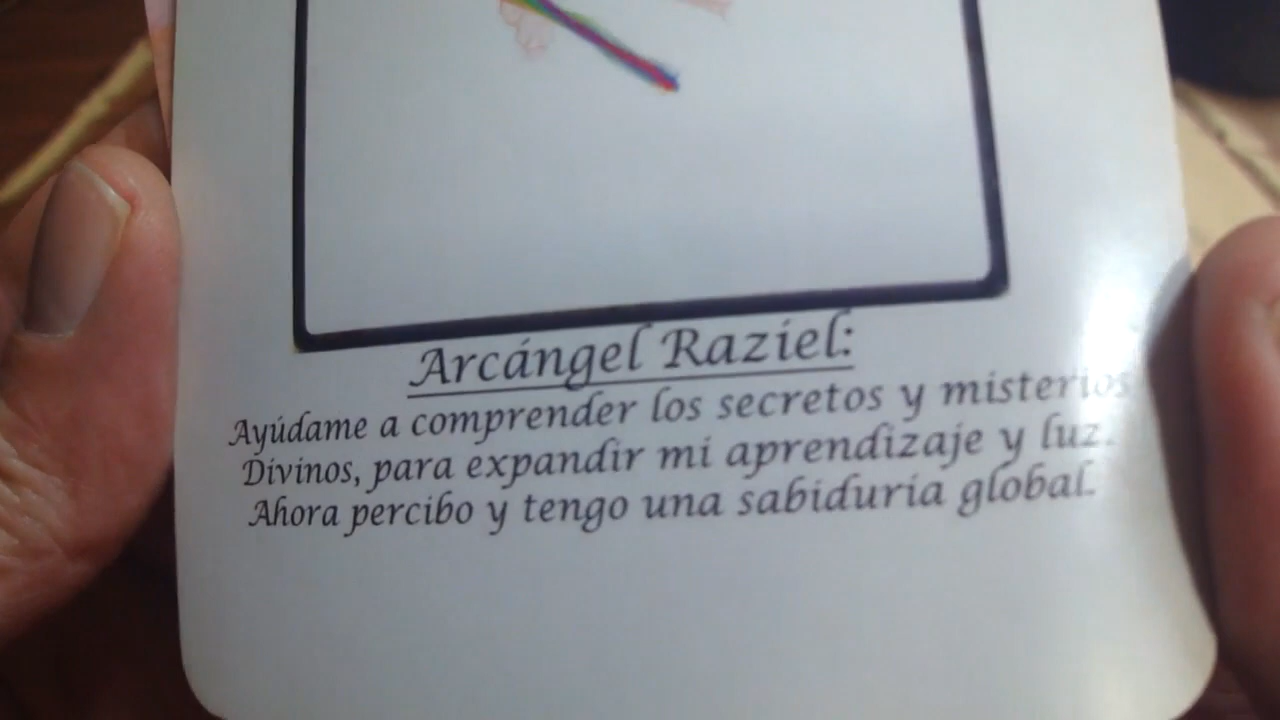 Arcángel Raziel:
Ayúdame a comprender los secretos y misterios
Divinos, para expandir mi aprendizaje y luz.
Ahora percibo y tengo una sabiduría global.